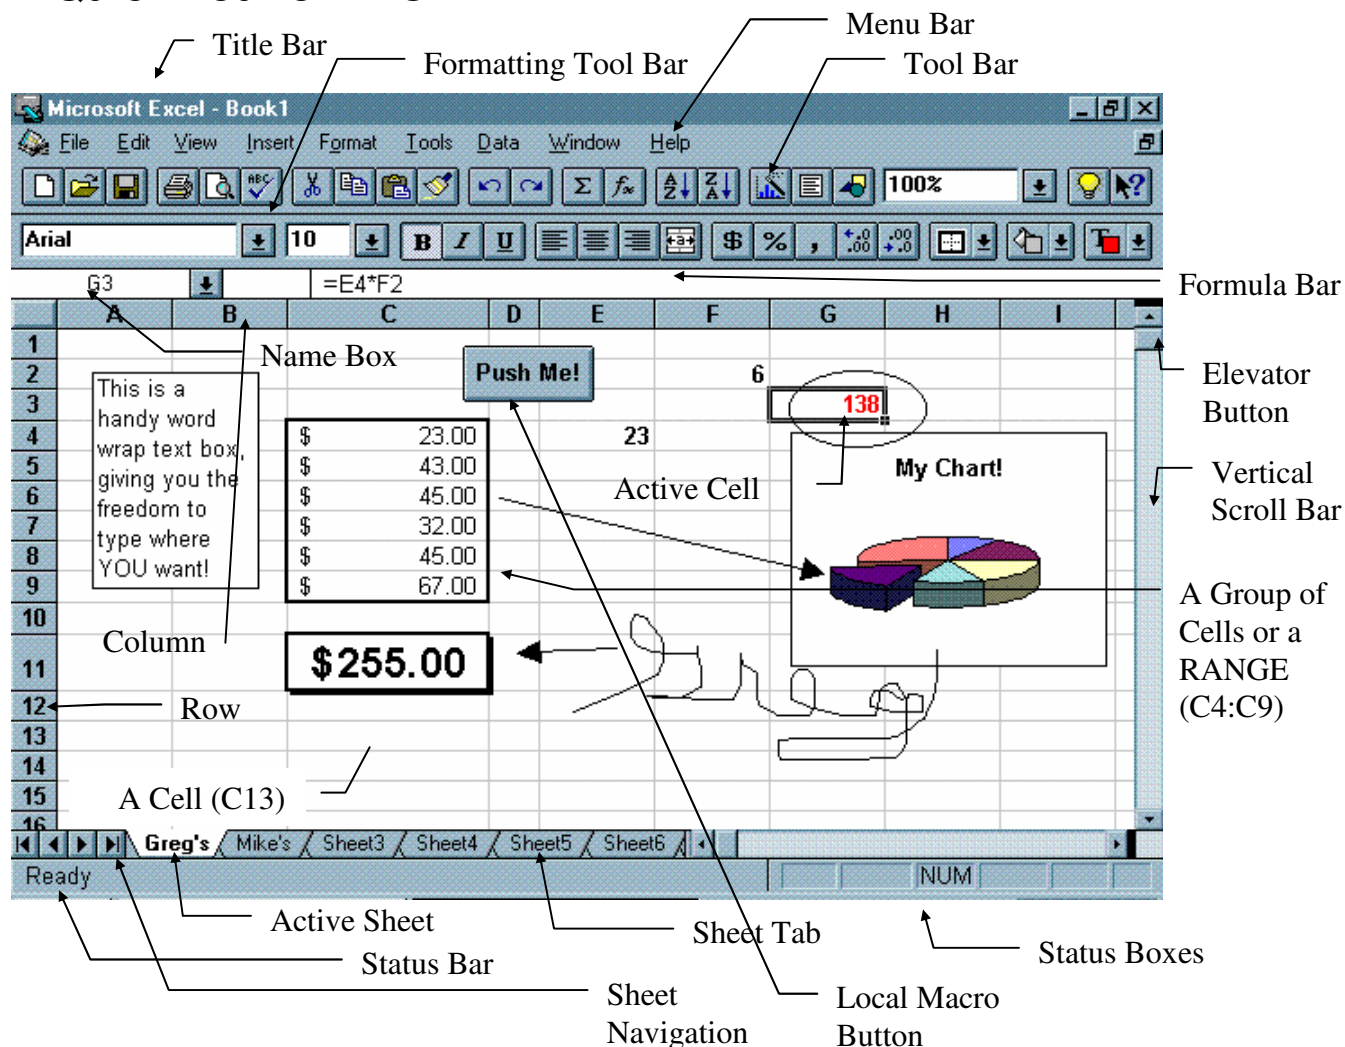 Menu Bar
Title Bar
Formatting Tool Bar
Tool Bar
Microsoft Excel - Book1
File Edit View Insert Format Tools Data Window Help
ABC Σ fx A Z Z A 100% ?
Arial 10 B I U a $ % , .0 .00 .00 .0 T
G3 =E4*F2
Formula Bar
A B C D E F G H I
1
Name Box
Push Me!
2 6
Elevator
Button
3 138
This is a
handy word
wrap text box,
giving you the
freedom to
type where
YOU want!
4 $ 23.00 23
5 $ 43.00
My Chart!
6 $ 45.00
Active Cell
Vertical
Scroll Bar
7 $ 32.00
8 $ 45.00
9 $ 67.00
A Group of
Cells or a
RANGE
(C4:C9)
10
Column
11 $255.00
12
Row
13
14
15
A Cell (C13)
16
Greg's Mike's Sheet3 Sheet4 Sheet5 Sheet6
Ready NUM
Active Sheet
Sheet Tab
Status Boxes
Status Bar
Sheet
Navigation
Local Macro
Button